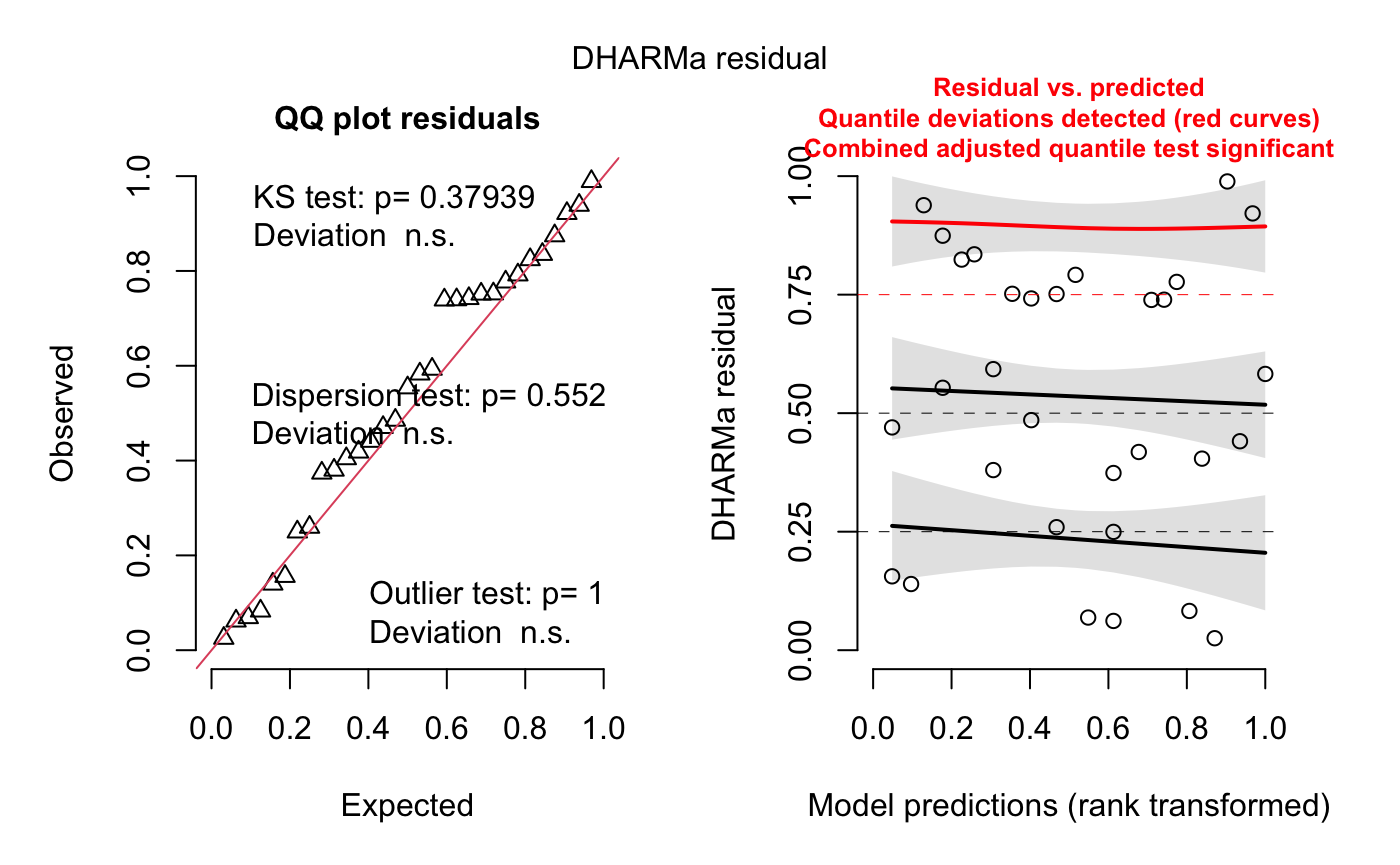 DHARMa residual
QQ plot residuals
KS test: p= 0.37939
Deviation  n.s.
Dispersion test: p= 0.552
Deviation  n.s.
Outlier test: p= 1
Deviation  n.s.
Observed
0.0 0.2 0.4 0.6 0.8 1.0
0.0 0.2 0.4 0.6 0.8 1.0
Expected
Residual vs. predicted
Quantile deviations detected (red curves)
Combined adjusted quantile test significant
DHARMa residual
0.00 0.25 0.50 0.75 1.00
0.0 0.2 0.4 0.6 0.8 1.0
Model predictions (rank transformed)